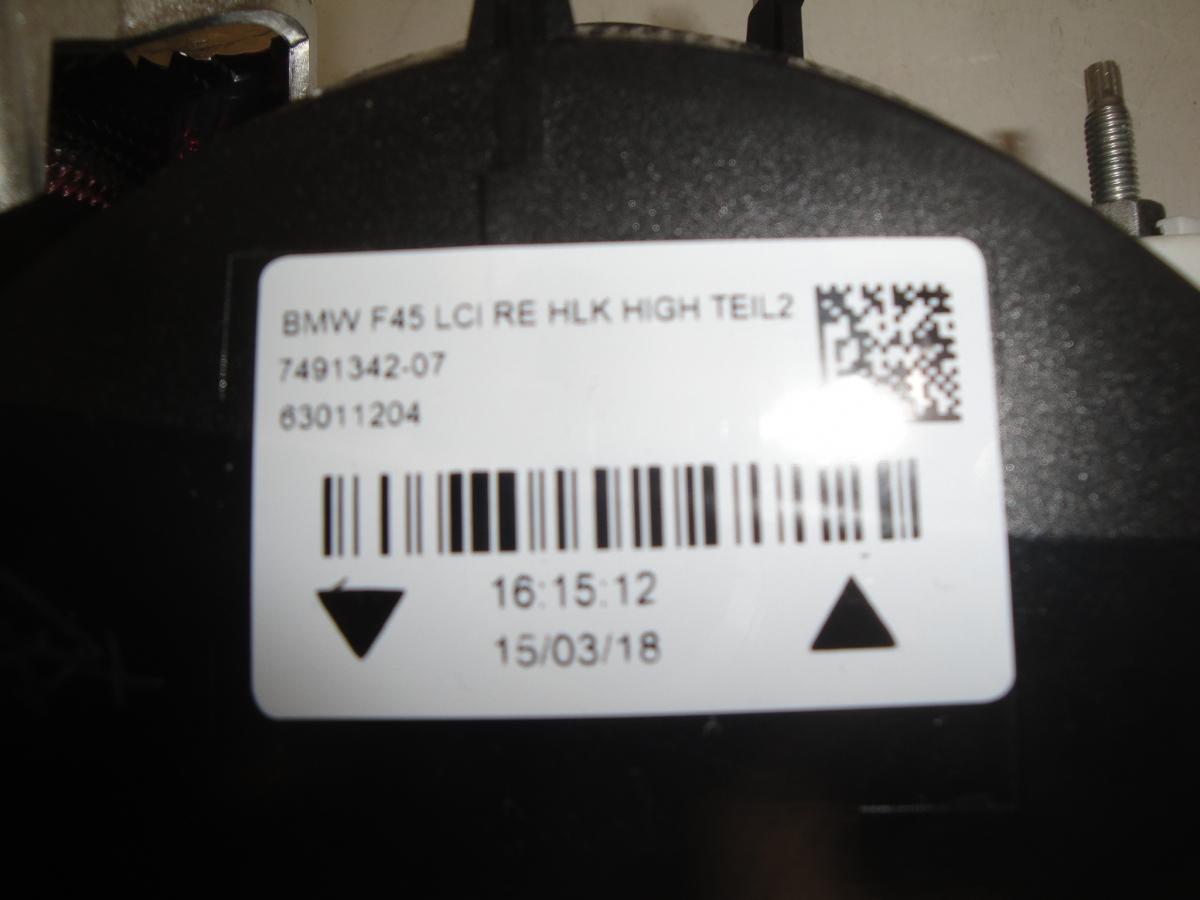 BMW F45 LCI RE HLK HIGH TEIL2
7491342-07
63011204
16:15:12
15/03/18